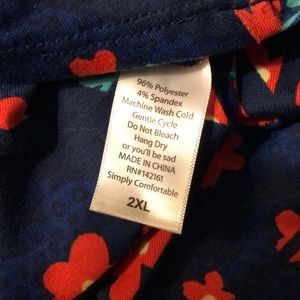 96% Polyester
4% Spandex
Machine Wash Cold
Gentle Cycle
Do Not Bleach
Hang Dry
or you'll be sad
MADE IN CHINA
RN#142161
Simply Comfortable
2XL